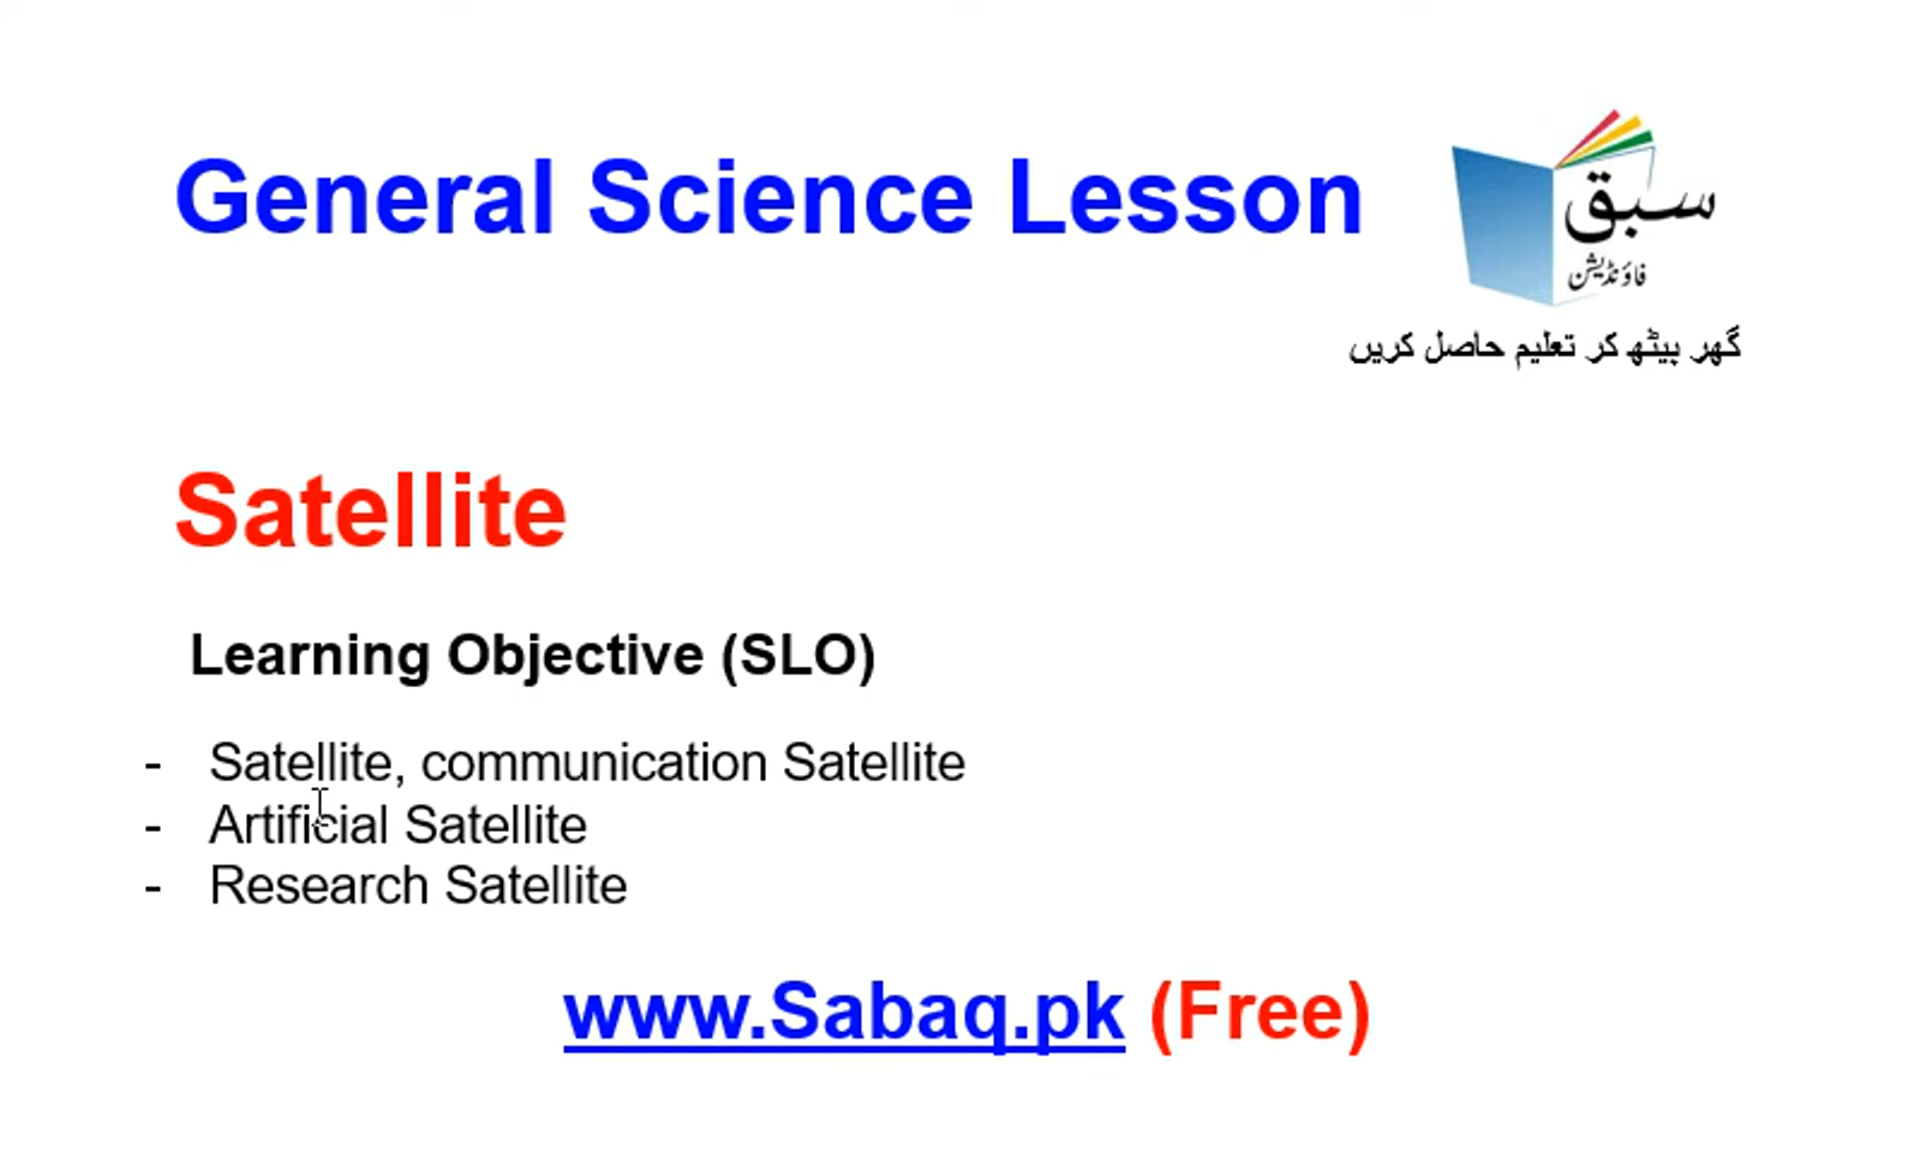 General Science Lesson
سبق
فاؤنڈیشن
گھر بیٹھ کر تعلیم حاصل کریں
Satellite
Learning Objective (SLO)
- Satellite, communication Satellite
- Artificial Satellite
- Research Satellite
www.Sabaq.pk (Free)